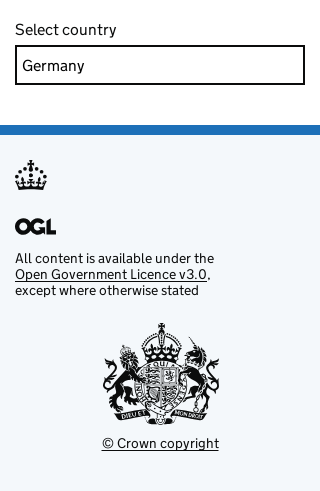 Select country
Germany
OGL
All content is available under the
Open Government Licence v3.0,
except where otherwise stated
DIEU ET MON DROIT
© Crown copyright